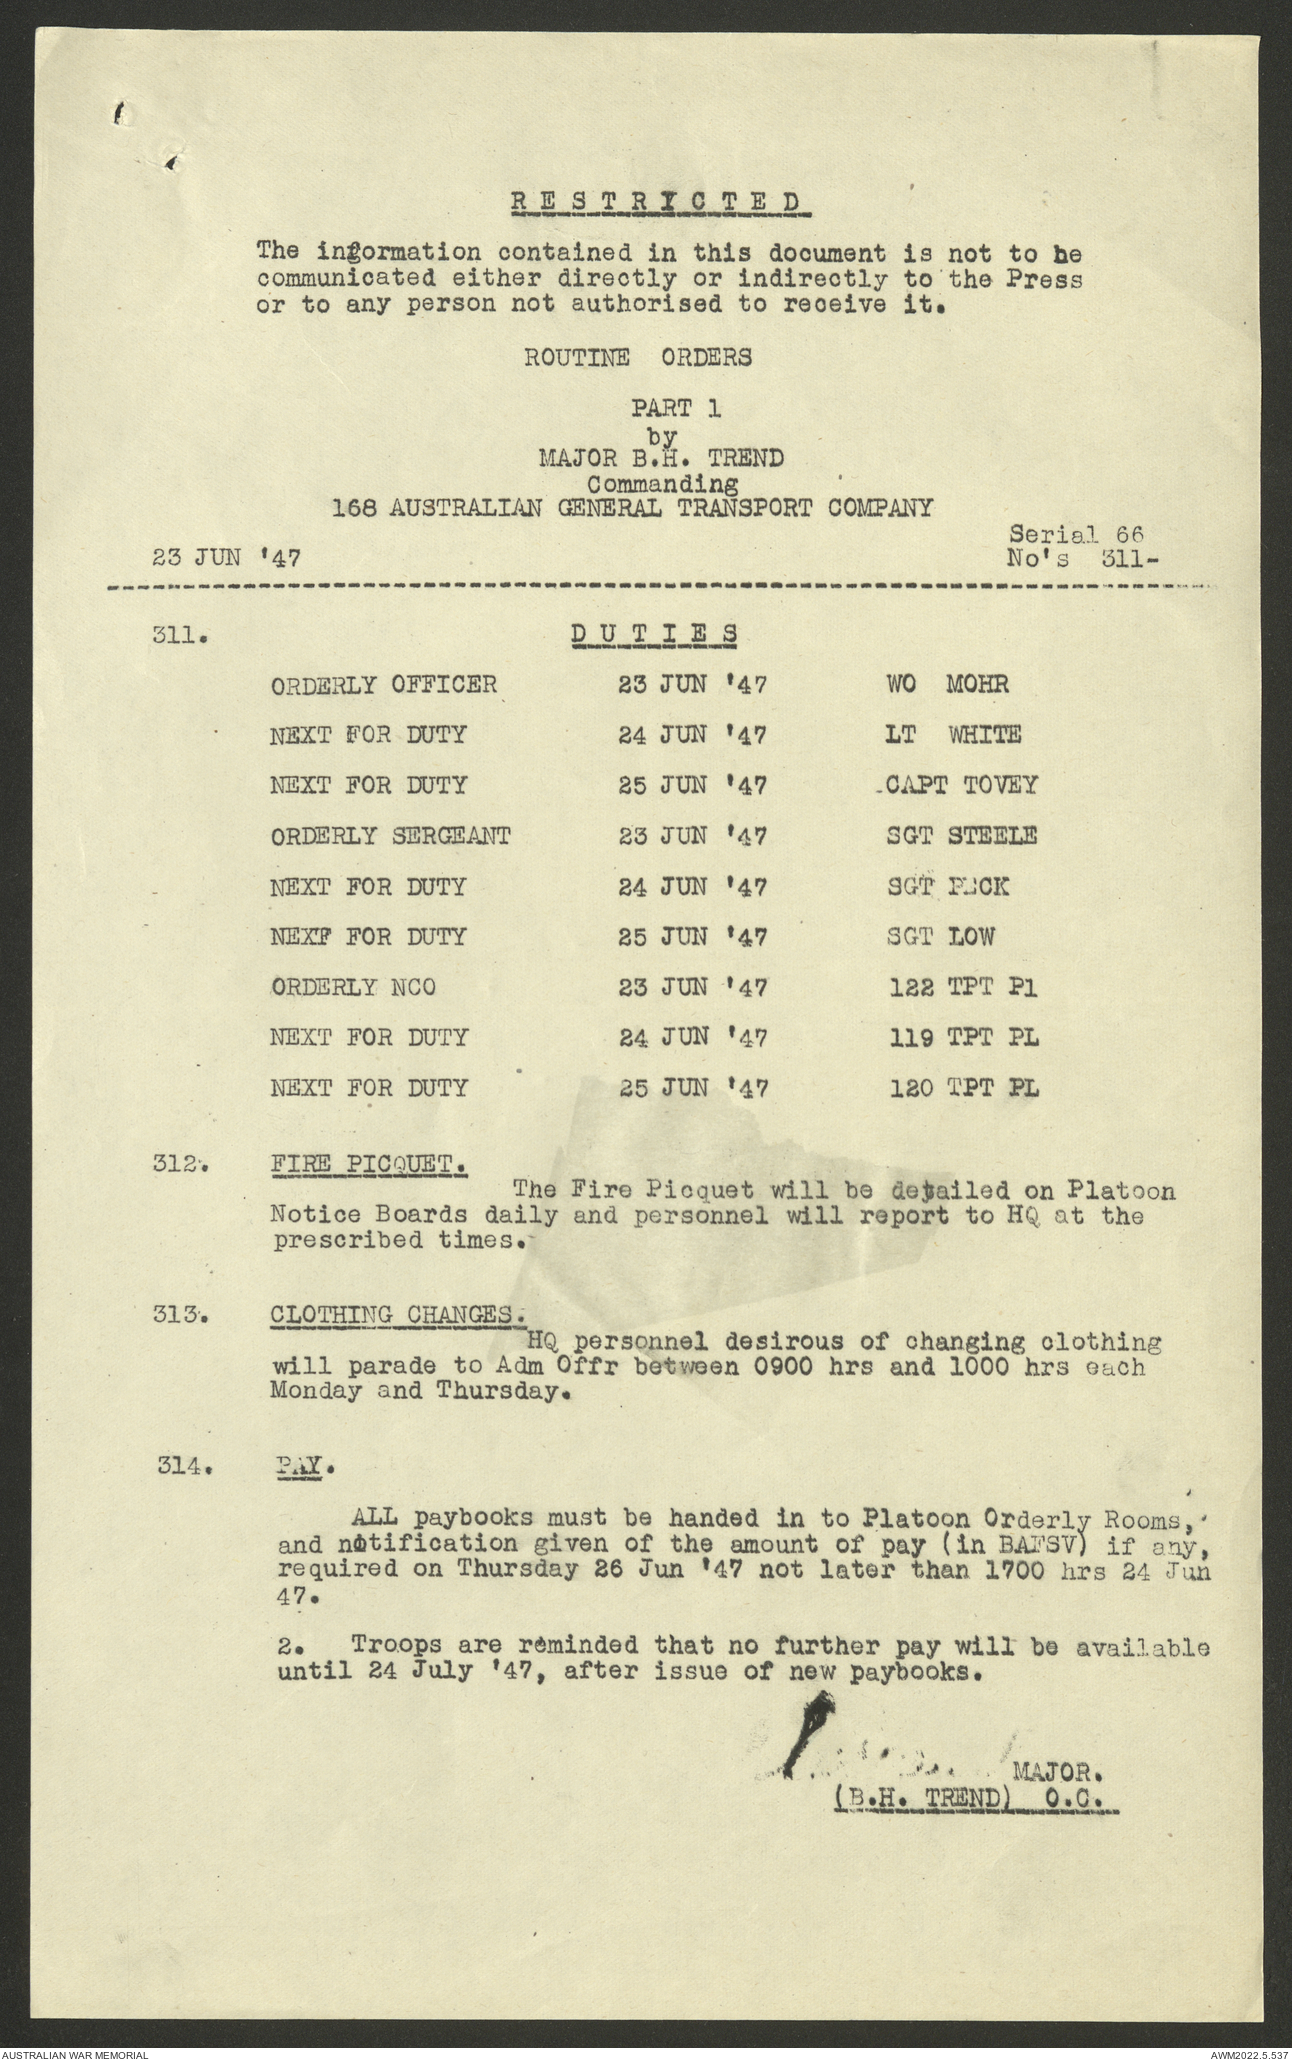 RESTRICTED
The information contained in this document is not to be
communicated either directly or indirectly to the Press
or to any person not authorised to receive it.
ROUTINE ORDERS
PART 1
by
MAJOR B.H. TREND
Commanding
168 AUSTRALIAN GENERAL TRANSPORT COMPANY
Serial 66
23 JUN '47 No's 311-
311. DUTIES
ORDERLY OFFICER 23 JUN '47 WO MOHR
NEXT FOR DUTY 24 JUN '47 LT WHITE
NEXT FOR DUTY 25 JUN '47 CAPT TOVEY
ORDERLY SERGEANT 23 JUN '47 SGT STEELE
NEXT FOR DUTY 24 JUN '47 SGT PECK
NEXT FOR DUTY 25 JUN '47 SGT LOW
ORDERLY NCO 23 JUN '47 122 TPT Pl
NEXT FOR DUTY 24 JUN '47 119 TPT PL
NEXT FOR DUTY 25 JUN '47 120 TPT PL
312. FIRE PICQUET.
The Fire Picquet will be detailed on Platoon
Notice Boards daily and personnel will report to HQ at the
prescribed times.
313. CLOTHING CHANGES.
HQ personnel desirous of changing clothing
will parade to Adm Offr between 0900 hrs and 1000 hrs each
Monday and Thursday.
314. PAY.
ALL paybooks must be handed in to Platoon Orderly Rooms,
and notification given of the amount of pay (in BAFSV) if any,
required on Thursday 26 Jun '47 not later than 1700 hrs 24 Jun
47.
2. Troops are reminded that no further pay will be available
until 24 July '47, after issue of new paybooks.
MAJOR.
(B.H. TREND) O.C.
AUSTRALIAN WAR MEMORIAL AWM2022.5.537